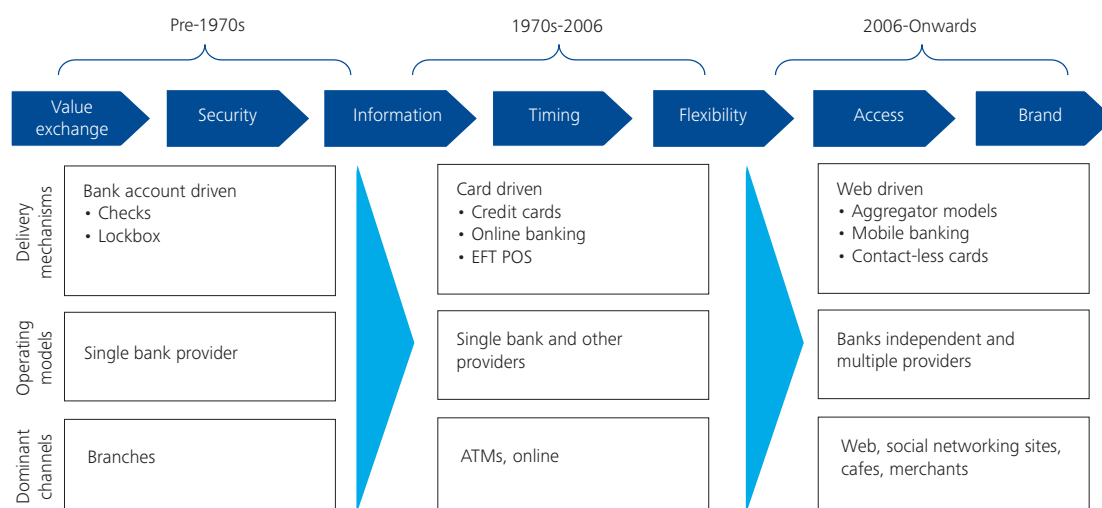 Pre-1970s
1970s-2006
2006-Onwards
Value
exchange
Security
Information
Timing
Flexibility
Access
Brand
Delivery
mechanisms
Bank account driven
• Checks
• Lockbox
Card driven
• Credit cards
• Online banking
• EFT POS
Web driven
• Aggregator models
• Mobile banking
• Contact-less cards
Operating
models
Single bank provider
Single bank and other
providers
Banks independent and
multiple providers
Dominant
channels
Branches
ATMs, online
Web, social networking sites,
cafes, merchants